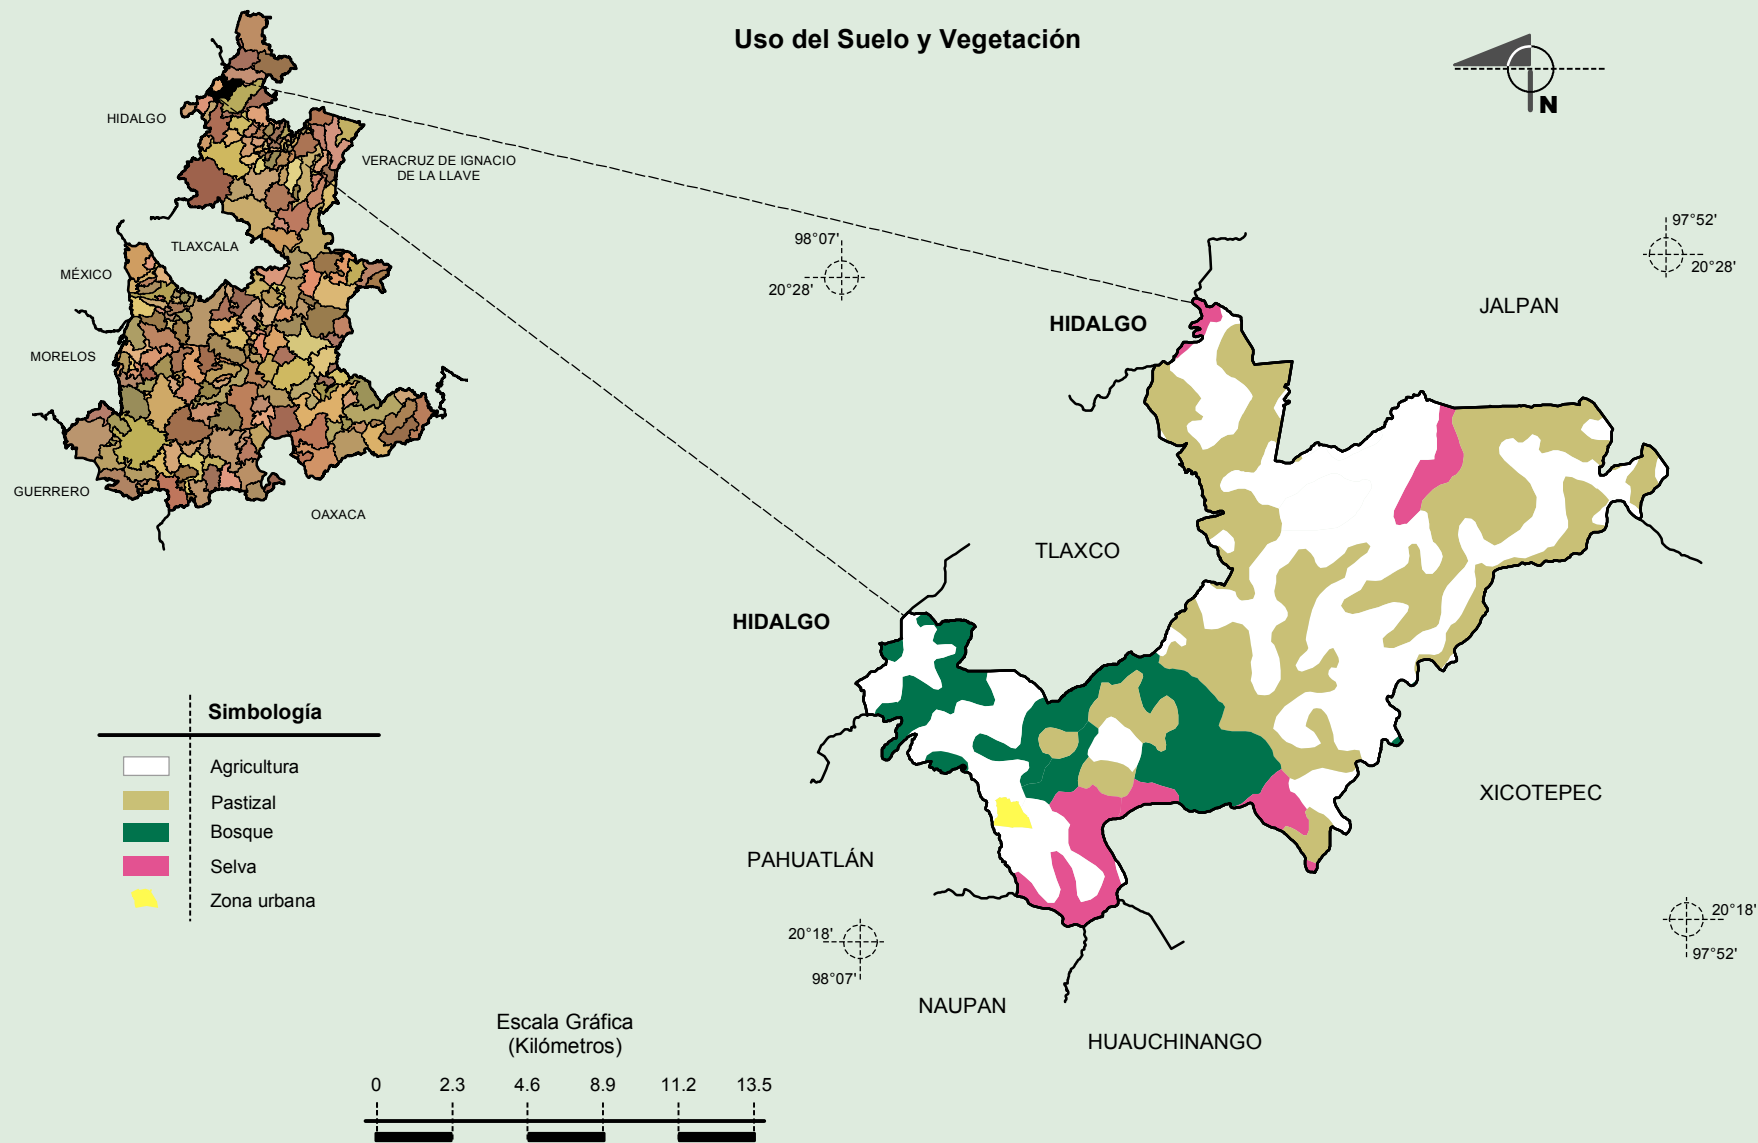 Uso del Suelo y Vegetación
N
HIDALGO
VERACRUZ DE IGNACIO
DE LA LLAVE
TLAXCALA
MÉXICO
MORELOS
GUERRERO
OAXACA
98°07'
20°28'
97°52'
20°28'
HIDALGO
JALPAN
TLAXCO
HIDALGO
XICOTEPEC
PAHUATLÁN
20°18'
98°07'
20°18'
97°52'
NAUPAN
HUAUCHINANGO
Simbología
Agricultura
Pastizal
Bosque
Selva
Zona urbana
Escala Gráfica
(Kilómetros)
0 2.3 4.6 8.9 11.2 13.5